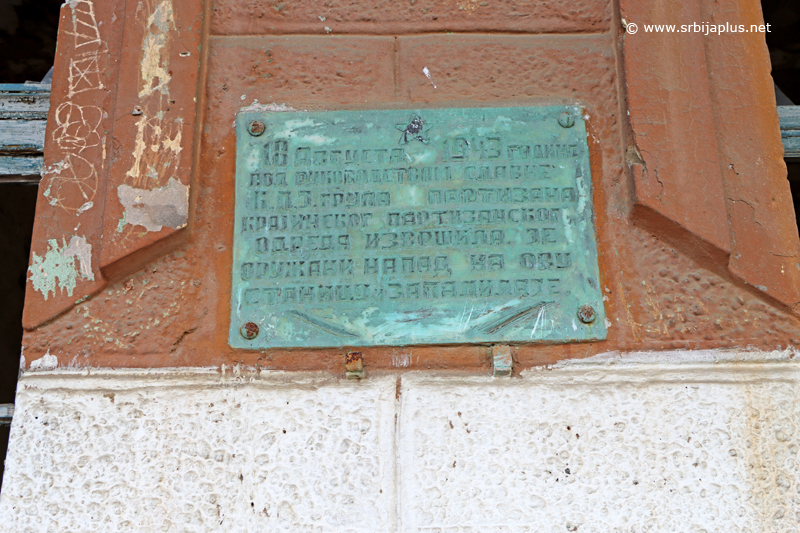 © www.srbijaplus.net
18 Августа 1943 године
под руководством славне
К.П.Ј. група партизана
крајичког партизанског
одреда извршила је
оружани напад на ову
станицу и запалила је